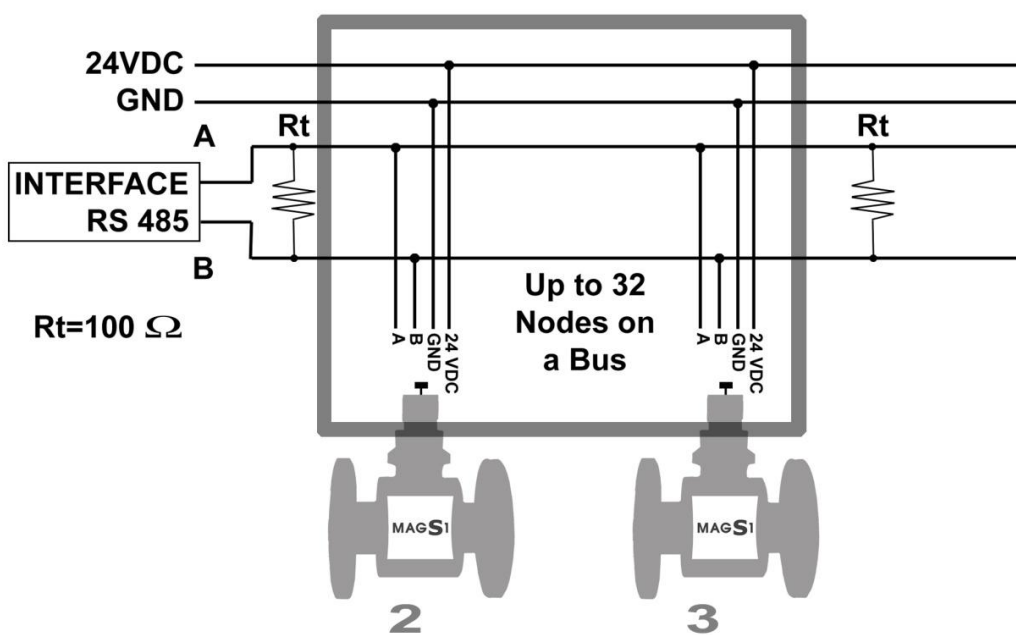 24VDC
GND
A
Rt
Rt
INTERFACE
RS 485
B
Rt=100 Ω
Up to 32
Nodes on
a Bus
A
B
GND
24 VDC
A
B
GND
24 VDC
MAGS1
MAGS1
2
3